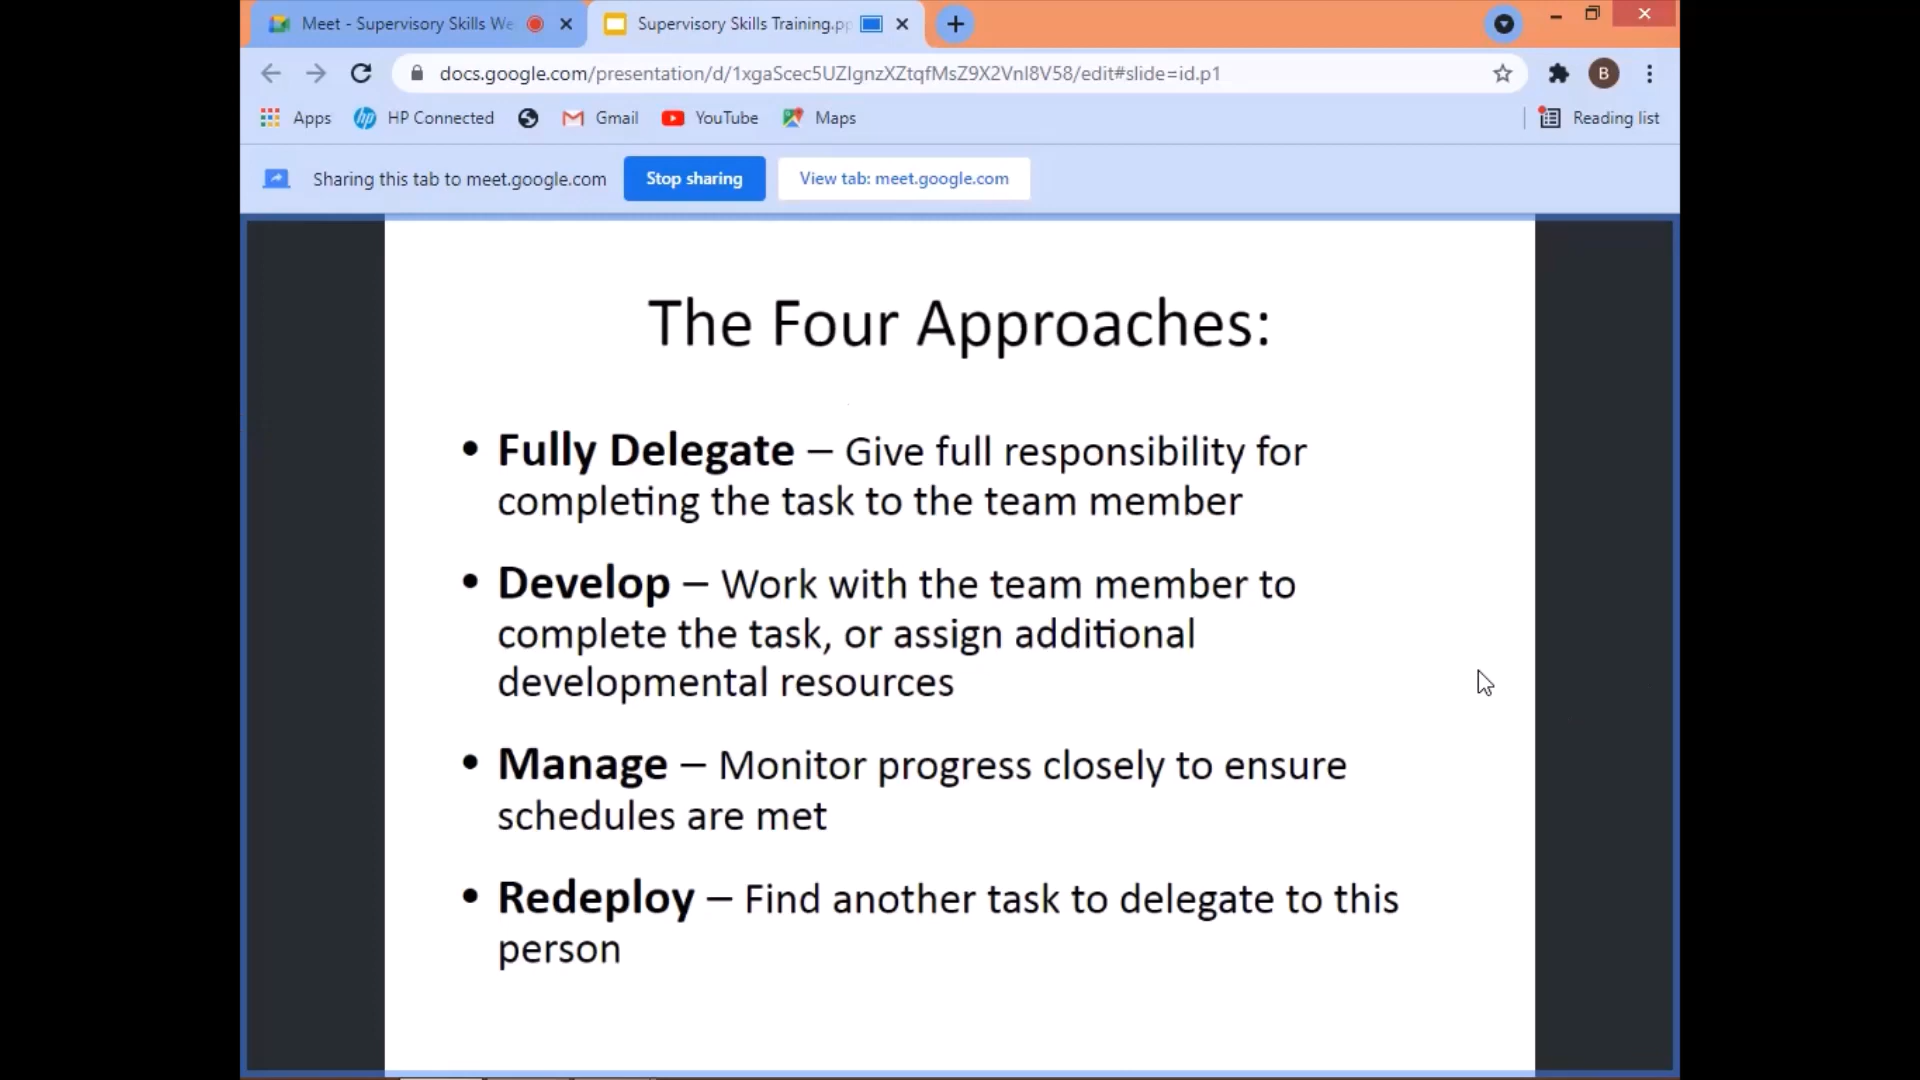 Meet - Supervisory Skills We
Supervisory Skills Training.pp
docs.google.com/presentation/d/1xgaScec5UZIgnzXZtqfMsZ9X2Vnl8V58/edit#slide=id.p1
B
Apps
hp
HP Connected
Gmail
YouTube
Maps
Reading list
Sharing this tab to meet.google.com
Stop sharing
View tab: meet.google.com
The Four Approaches:
• Fully Delegate – Give full responsibility for
completing the task to the team member
• Develop – Work with the team member to
complete the task, or assign additional
developmental resources
• Manage – Monitor progress closely to ensure
schedules are met
• Redeploy – Find another task to delegate to this
person